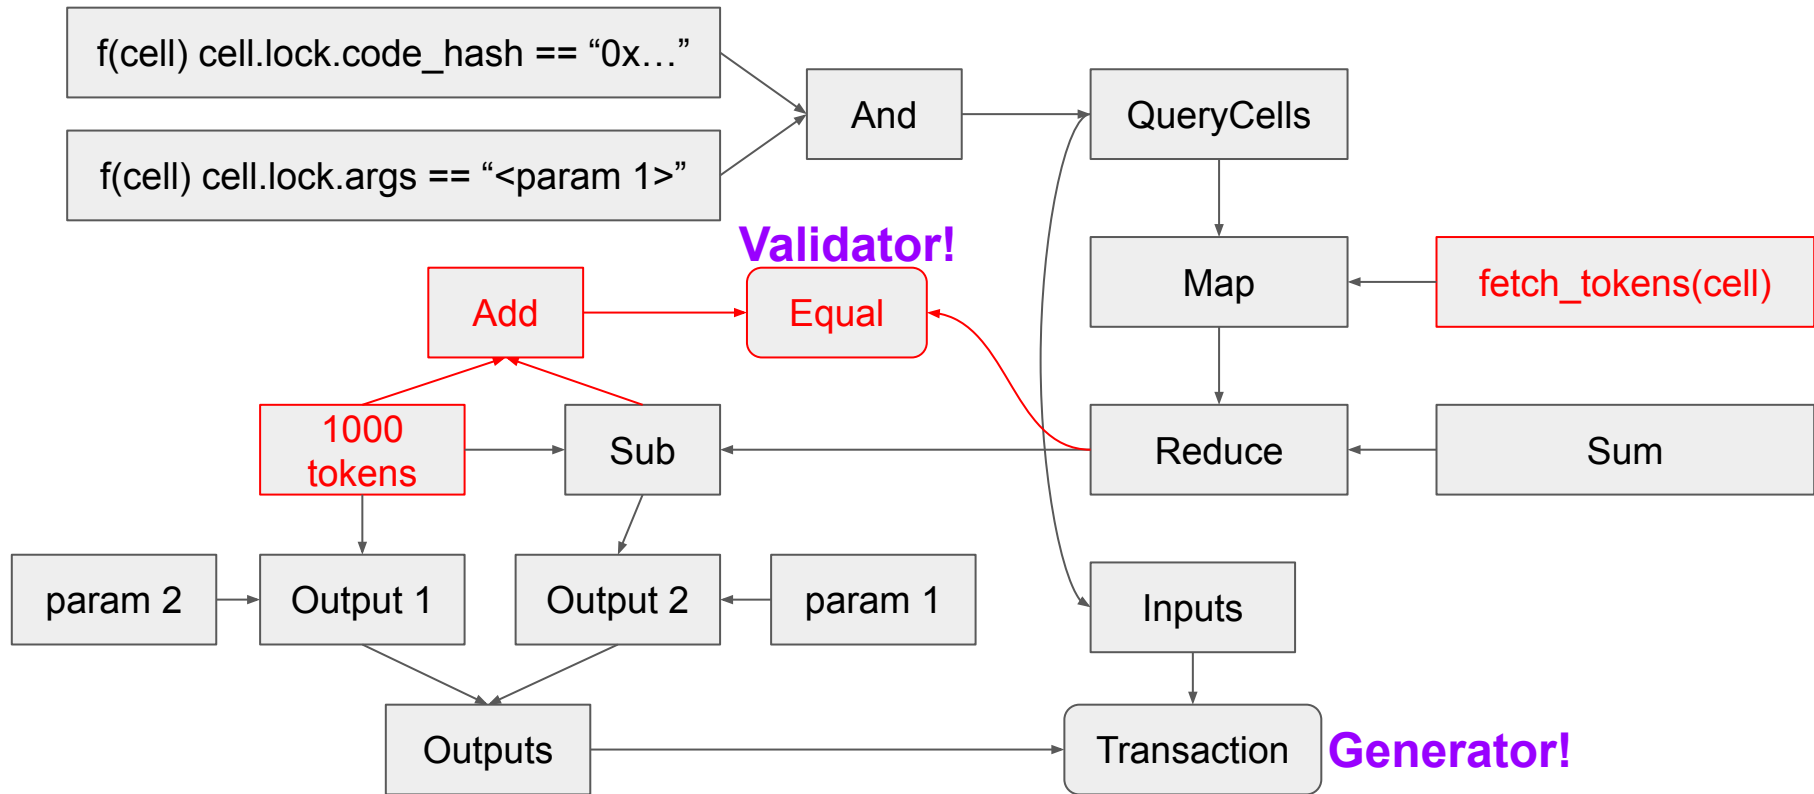 f(cell) cell.lock.code_hash == “0x…”
And
QueryCells
f(cell) cell.lock.args == “<param 1>”
Validator!
Add
Equal
Map
fetch_tokens(cell)
1000
tokens
Sub
Reduce
Sum
param 2
Output 1
Output 2
param 1
Inputs
Outputs
Transaction
Generator!